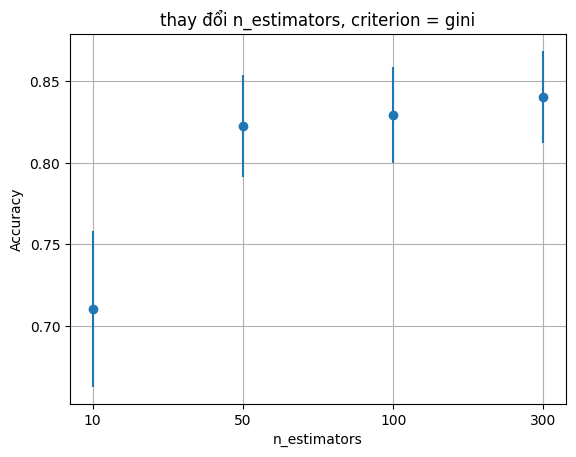 thay đổi n_estimators, criterion = gini
0.85
0.80
0.75
0.70
Accuracy
10 50 100 300
n_estimators